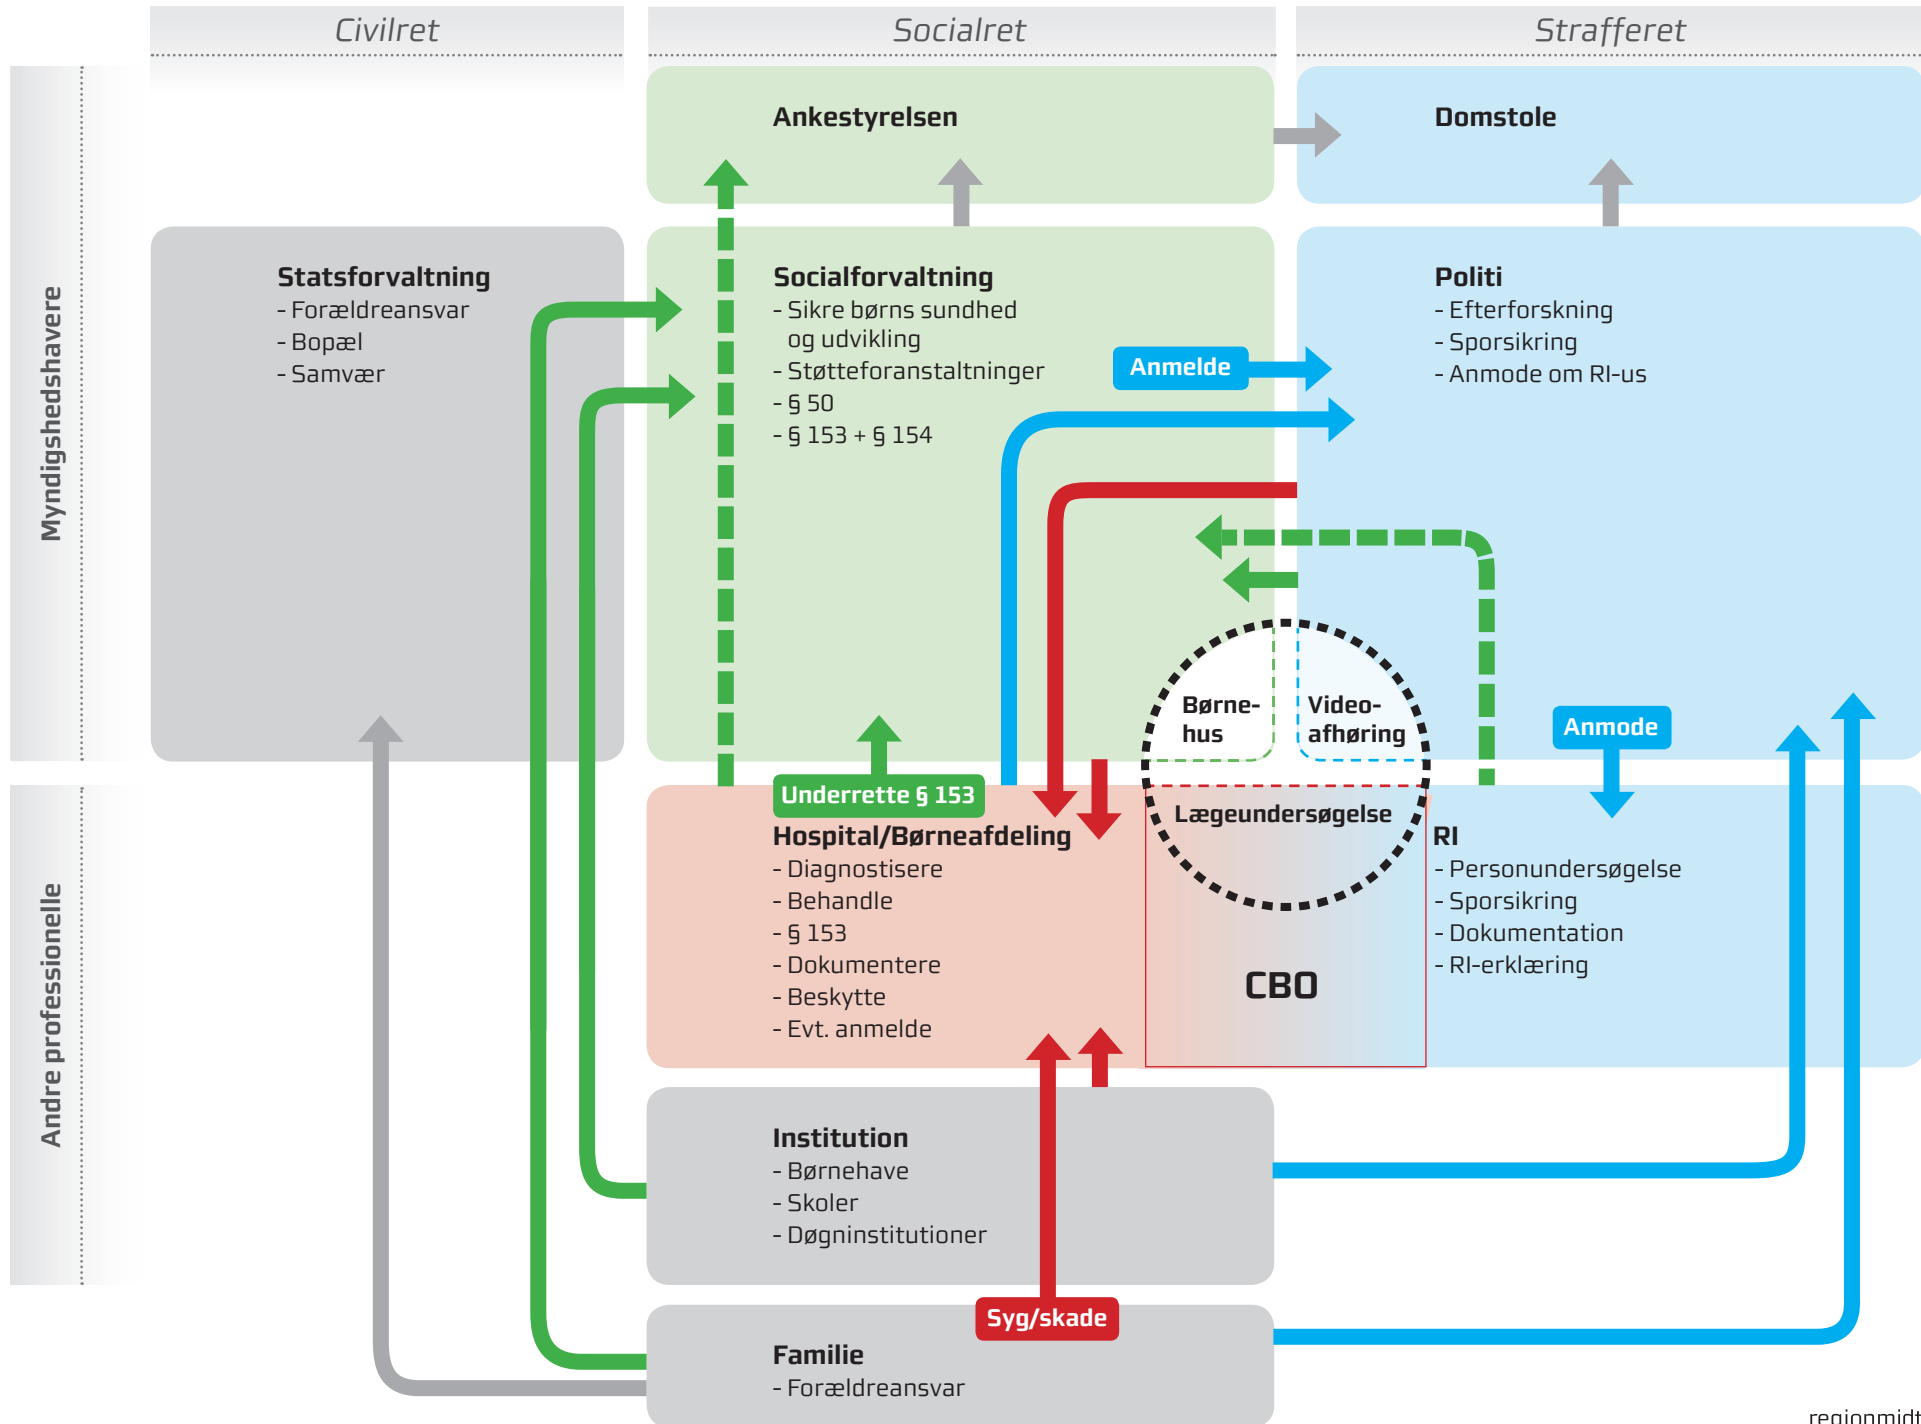 Civilret
Socialret
Strafferet
Myndigshedshavere
Andre professionelle
Ankestyrelsen
Domstole
Statsforvaltning
- Forældreansvar
- Bopæl
- Samvær
Socialforvaltning
- Sikre børns sundhed
og udvikling
- Støtteforanstaltninger
- § 50
- § 153 + § 154
Anmelde
Politi
- Efterforskning
- Sporsikring
- Anmode om RI-us
Børne-
hus
Video-
afhøring
Anmode
Underrette § 153
Lægeundersøgelse
Hospital/Børneafdeling
- Diagnostisere
- Behandle
- § 153
- Dokumentere
- Beskytte
- Evt. anmelde
CBO
RI
- Personundersøgelse
- Sporsikring
- Dokumentation
- RI-erklæring
Institution
- Børnehave
- Skoler
- Døgninstitutioner
Syg/skade
Familie
- Forældreansvar
regionmidt